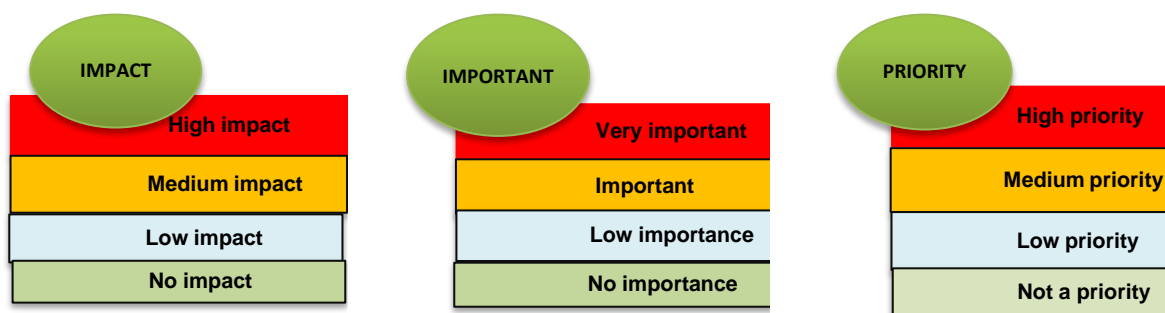 IMPACT
High impact
Medium impact
Low impact
No impact
IMPORTANT
Very important
Important
Low importance
No importance
PRIORITY
High priority
Medium priority
Low priority
Not a priority